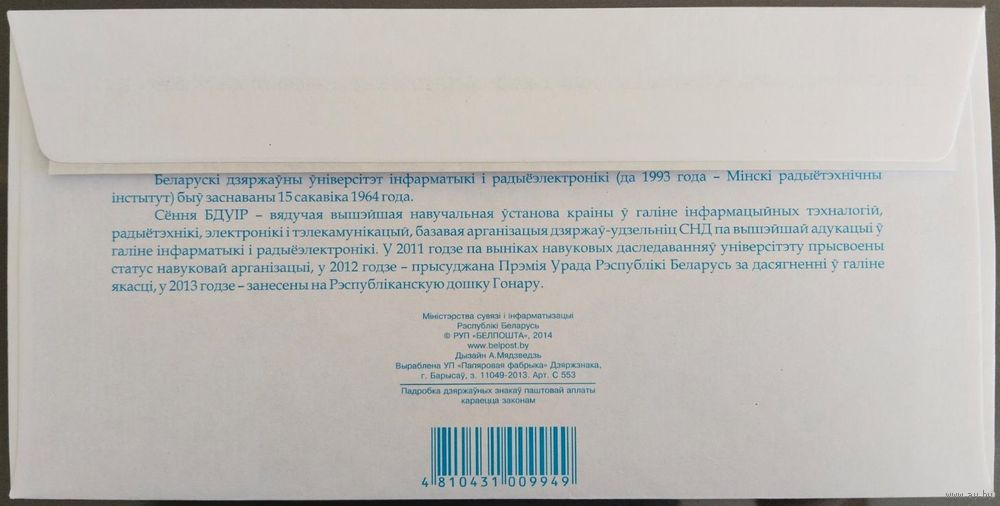 Беларускі дзяржаўны ўніверсітэт інфарматыкі і радыёэлектронікі (да 1993 года – Мінскі радыётэхнічны
інстытут) быў заснаваны 15 сакавіка 1964 года.
Сёння БДУІР – вядучая вышэйшая навучальная ўстанова краіны ў галіне інфармацыйных тэхналогій,
радыётэхнікі, электронікі і тэлекамунікацый, базавая арганізацыя дзяржаў-удзельніц СНД па вышэйшай адукацыі ў
галіне інфарматыкі і радыёэлектронікі. У 2011 годзе па выніках навуковых даследаванняў універсітэту прысвоены
статус навуковай арганізацыі, у 2012 годзе – прысуджана Прэмія Урада Рэспублікі Беларусь за дасягненні ў галіне
якасці, у 2013 годзе – занесены на Рэспубліканскую дошку Гонару.
Міністэрства сувязі і інфарматызацыі
Рэспублікі Беларусь
© РУП «БЕЛПОШТА», 2014
www.belpost.by
Дызайн А.Мядзведзь
Выраблена УП «Папяровая фабрыка» Дзяржзнака,
г. Барысаў, з. 11049-2013. Арт. С 553
Падробка дзяржаўных знакаў паштовай аплаты
караецца законам
4 810431 009949
www.ay.by